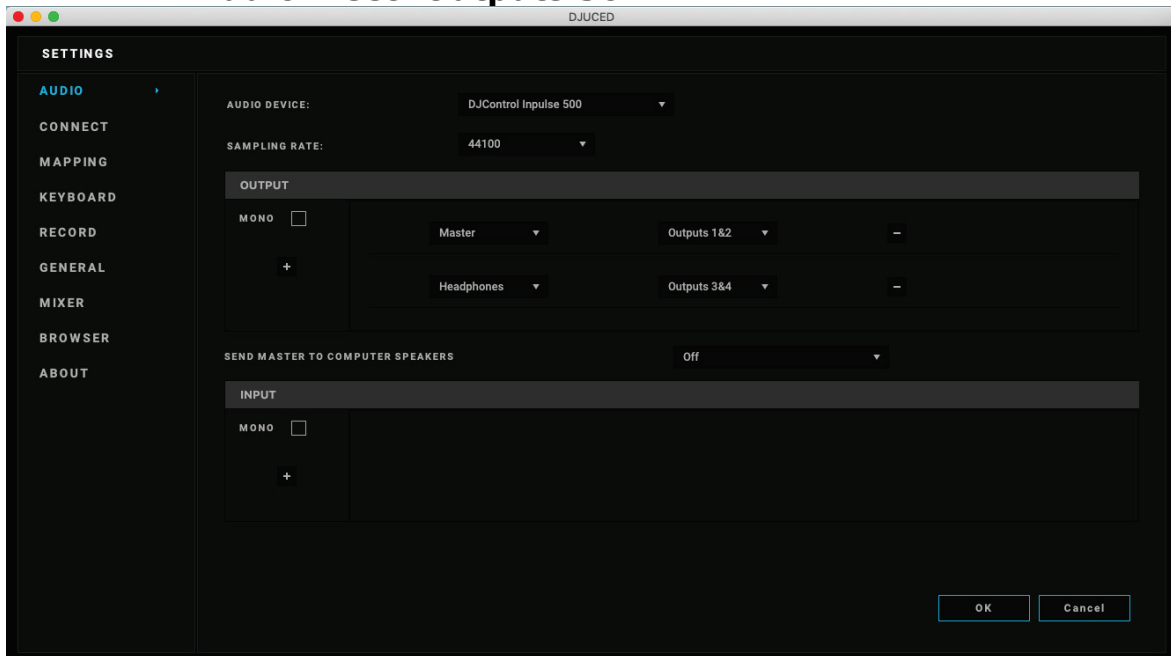 DJUCED
SETTINGS
AUDIO
CONNECT
MAPPING
KEYBOARD
RECORD
GENERAL
MIXER
BROWSER
ABOUT
AUDIO DEVICE: DJControl Inpulse 500
SAMPLING RATE: 44100
OUTPUT
MONO
+
Master Outputs 1&2 −
Headphones Outputs 3&4 −
SEND MASTER TO COMPUTER SPEAKERS Off
INPUT
MONO
+
OK Cancel